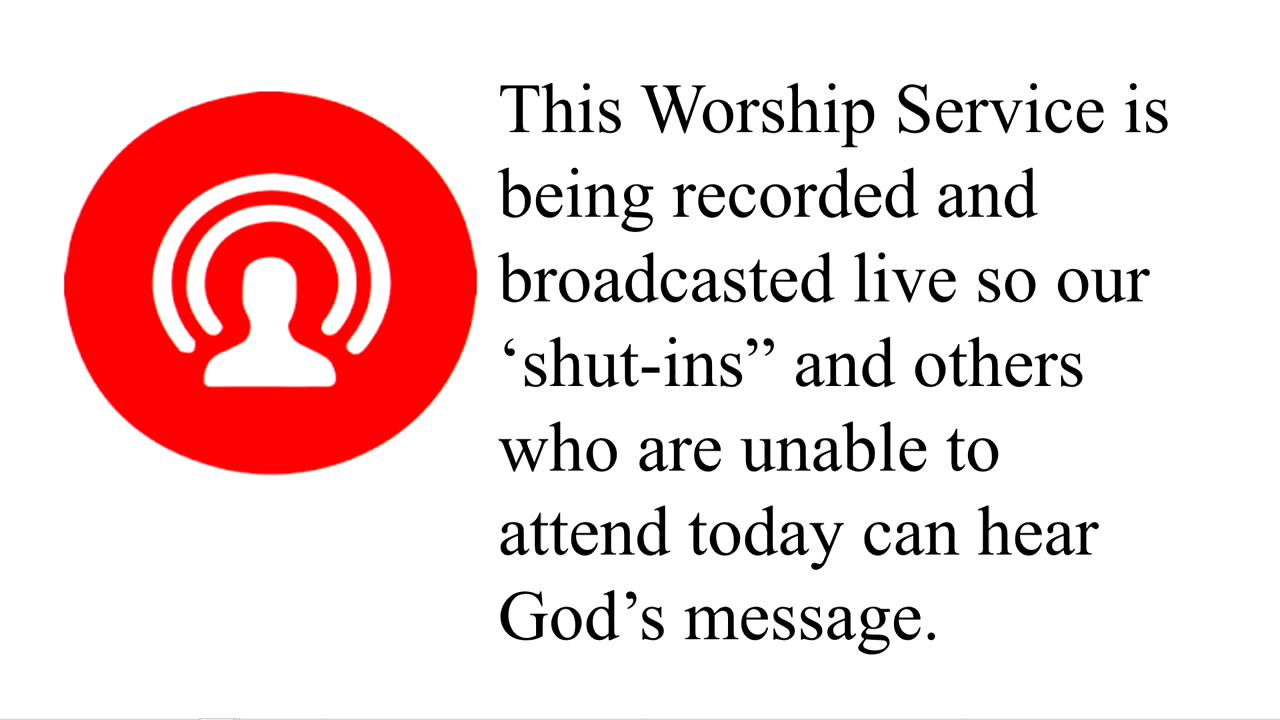 This Worship Service is
being recorded and
broadcasted live so our
‘shut-ins” and others
who are unable to
attend today can hear
God’s message.